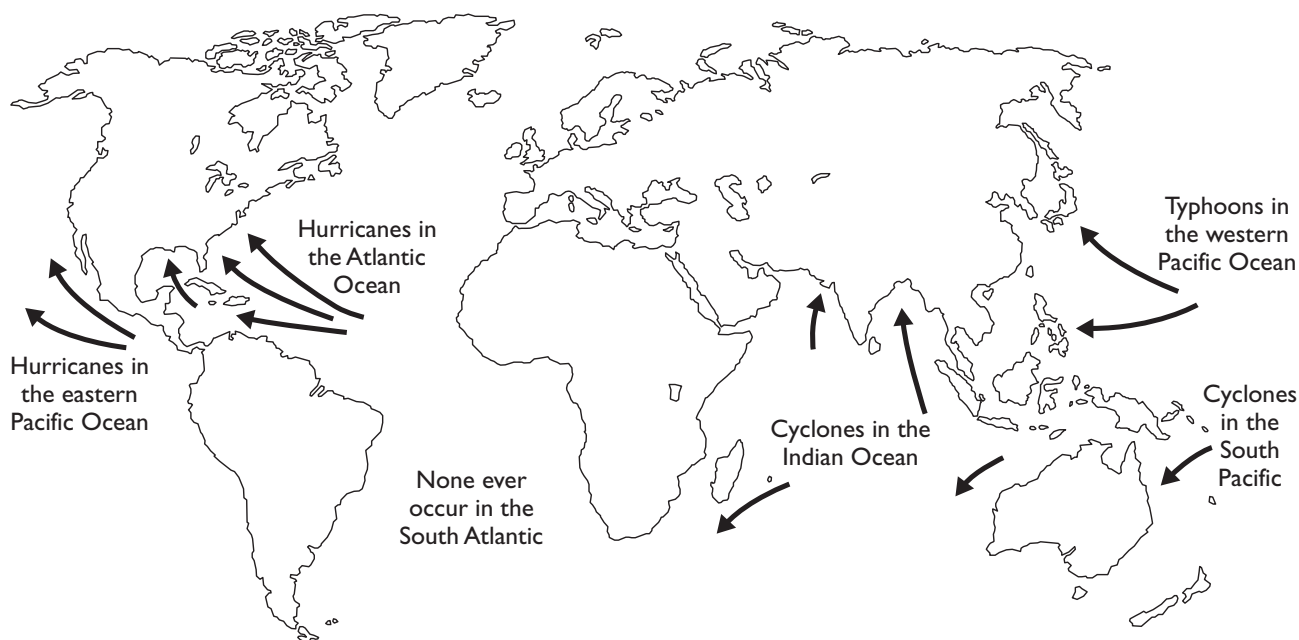 Hurricanes in
the Atlantic
Ocean
Typhoons in
the western
Pacific Ocean
Hurricanes in
the eastern
Pacific Ocean
Cyclones in the
Indian Ocean
Cyclones
in the
South
Pacific
None ever
occur in the
South Atlantic